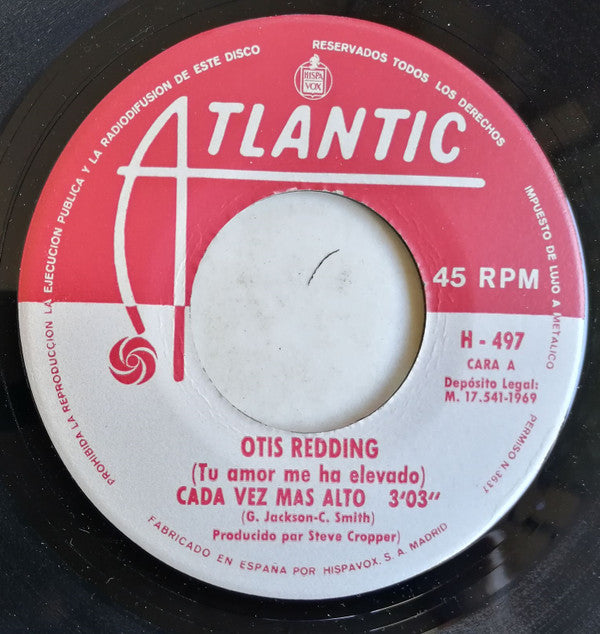 PROHIBIDA LA REPRODUCCION LA EJECUCION PUBLICA Y LA RADIODIFUSION DE ESTE DISCO
RESERVADOS TODOS LOS DERECHOS
IMPUESTO DE LUJO A METALICO
PERMISO N.3631
HISPA
VOX
ATLANTIC
45 RPM
H - 497
CARA A
Depósito Legal:
M. 17.541-1969
OTIS REDDING
(Tu amor me ha elevado)
CADA VEZ MAS ALTO 3'03''
(G. Jackson-C. Smith)
Producido por Steve Cropper)
FABRICADO EN ESPAÑA POR HISPAVOX. S. A. MADRID